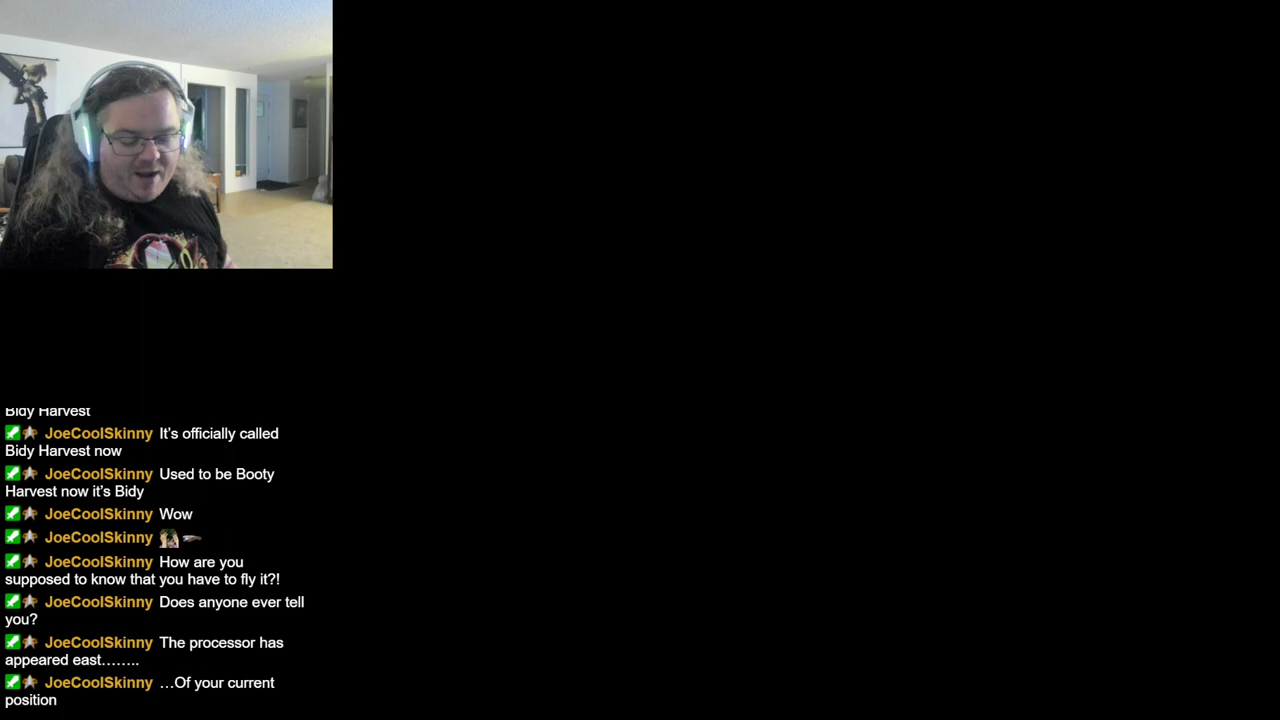 Bidy Harvest
JoeCoolSkinny It's officially called
Bidy Harvest now
JoeCoolSkinny Used to be Booty
Harvest now it's Bidy
JoeCoolSkinny Wow
JoeCoolSkinny
JoeCoolSkinny How are you
supposed to know that you have to fly it?!
JoeCoolSkinny Does anyone ever tell
you?
JoeCoolSkinny The processor has
appeared east........
JoeCoolSkinny ...Of your current
position